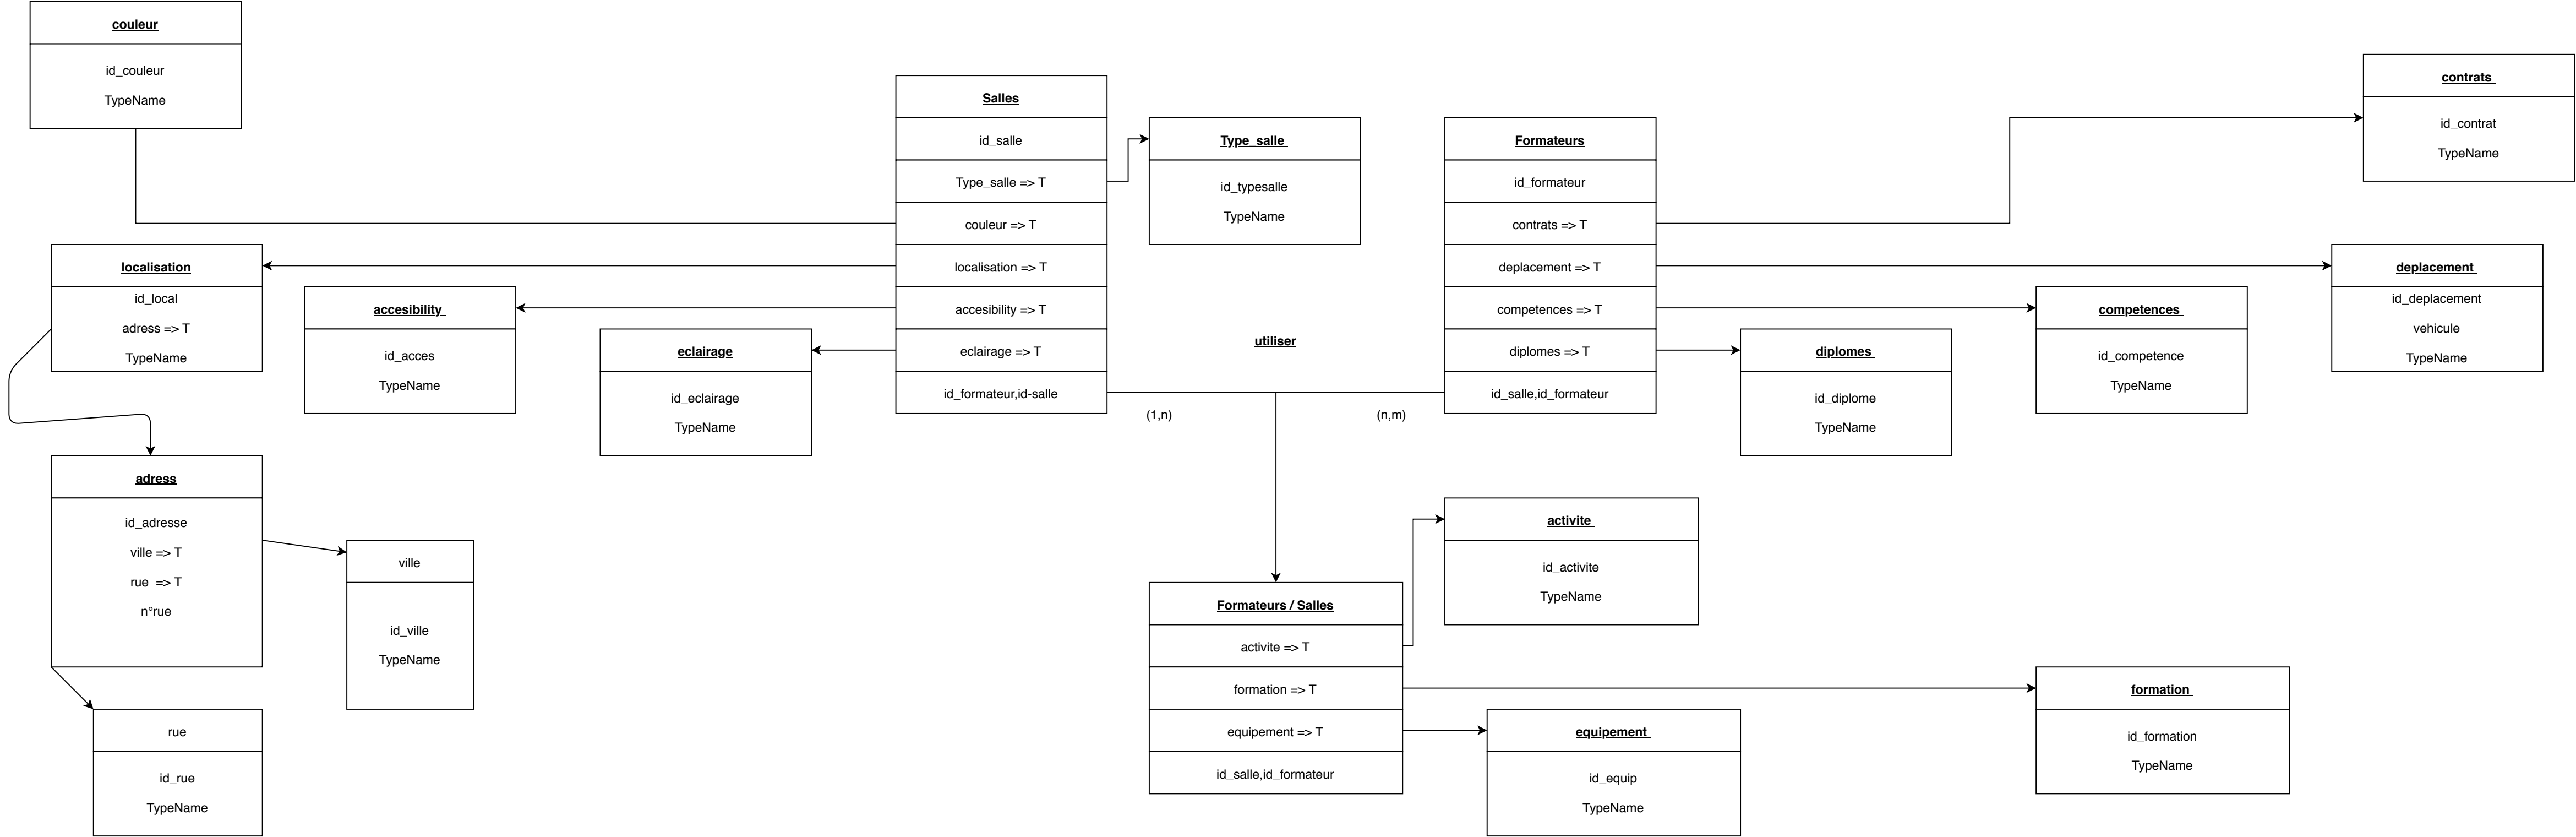 couleur
id_couleur
TypeName
Salles
id_salle
Type_salle => T
couleur => T
localisation => T
accesibility => T
eclairage => T
id_formateur,id-salle
Type_salle
id_typesalle
TypeName
Formateurs
id_formateur
contrats => T
deplacement => T
competences => T
diplomes => T
id_salle,id_formateur
contrats
id_contrat
TypeName
localisation
id_local
adress => T
TypeName
accesibility
id_acces
TypeName
eclairage
id_eclairage
TypeName
utiliser
(1,n)
(n,m)
diplomes
id_diplome
TypeName
competences
id_competence
TypeName
deplacement
id_deplacement
vehicule
TypeName
adress
id_adresse
ville => T
rue => T
n°rue
ville
id_ville
TypeName
rue
id_rue
TypeName
Formateurs / Salles
activite => T
formation => T
equipement => T
id_salle,id_formateur
activite
id_activite
TypeName
equipement
id_equip
TypeName
formation
id_formation
TypeName